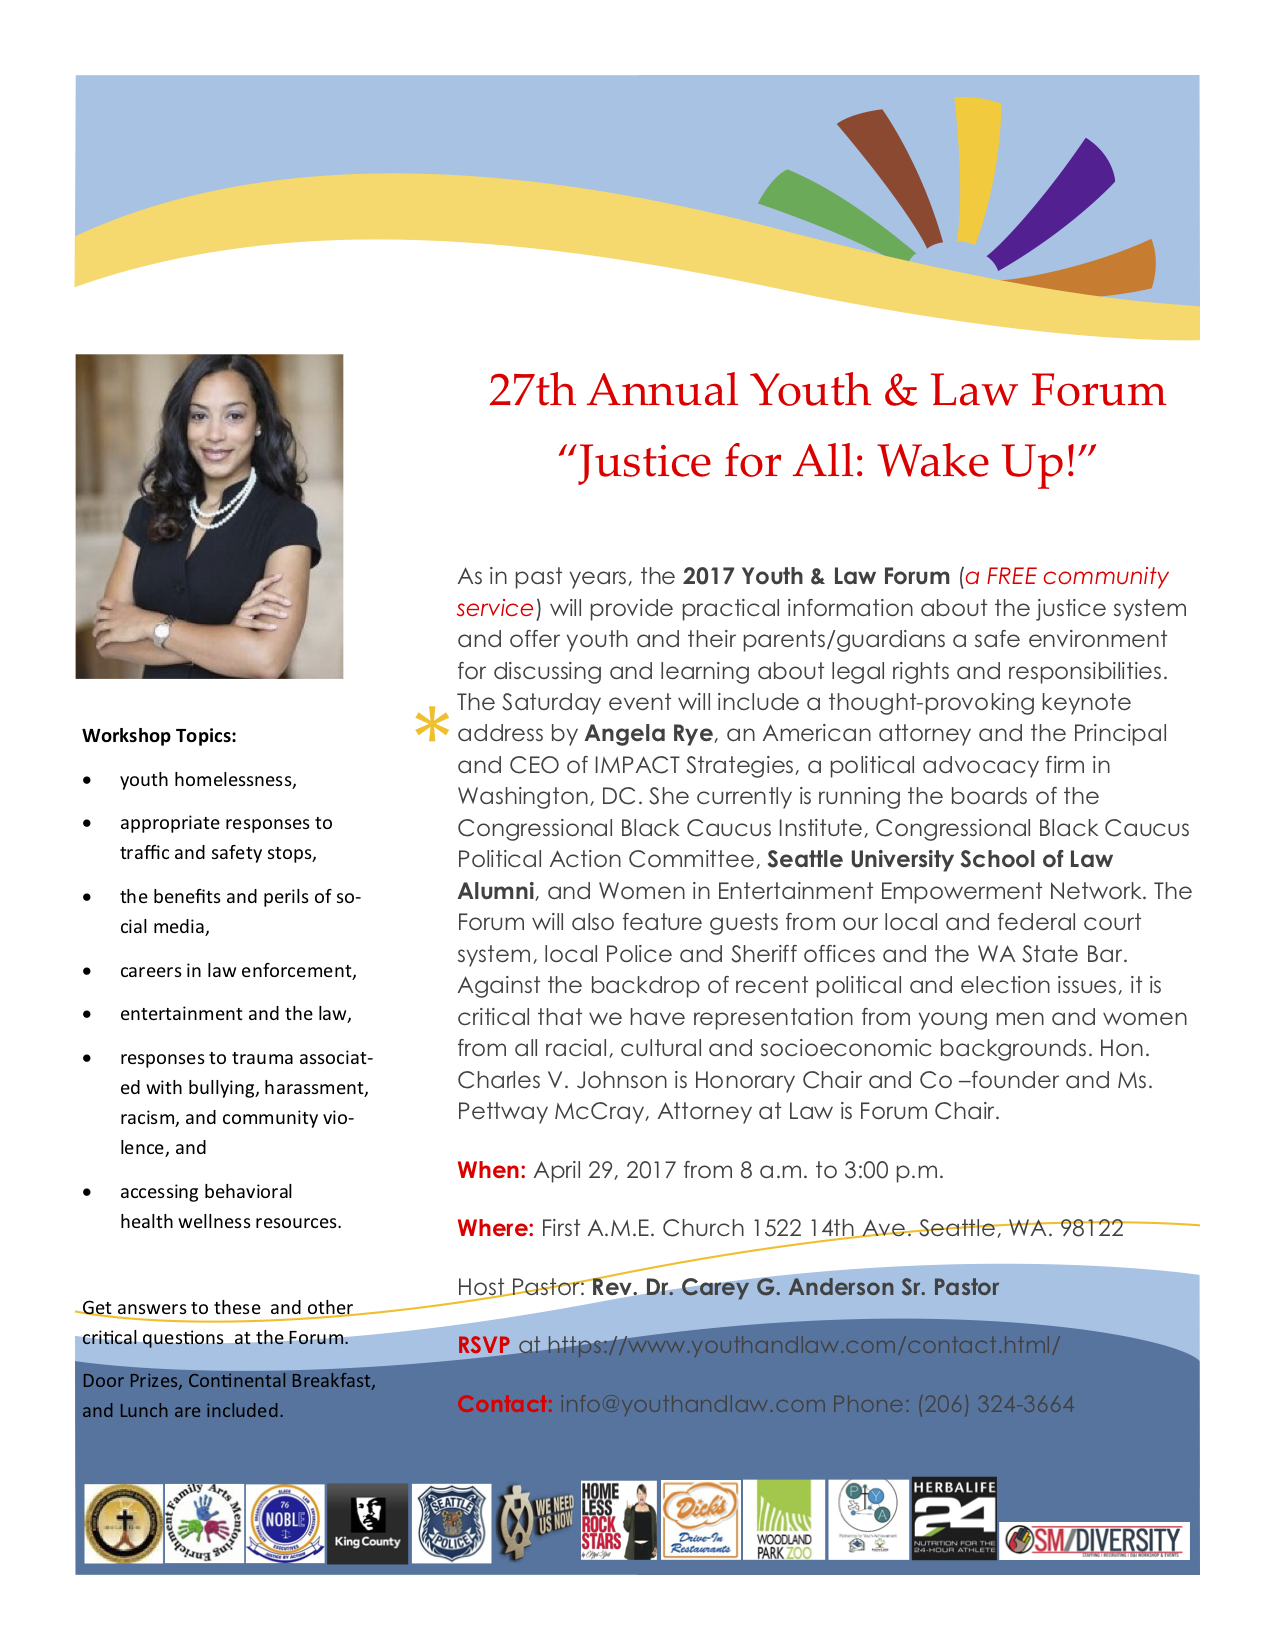 27th Annual Youth & Law Forum
“Justice for All: Wake Up!”
As in past years, the 2017 Youth & Law Forum (a FREE community
service) will provide practical information about the justice system
and offer youth and their parents/guardians a safe environment
for discussing and learning about legal rights and responsibilities.
The Saturday event will include a thought-provoking keynote
* address by Angela Rye, an American attorney and the Principal
and CEO of IMPACT Strategies, a political advocacy firm in
Washington, DC. She currently is running the boards of the
Congressional Black Caucus Institute, Congressional Black Caucus
Political Action Committee, Seattle University School of Law
Alumni, and Women in Entertainment Empowerment Network. The
Forum will also feature guests from our local and federal court
system, local Police and Sheriff offices and the WA State Bar.
Against the backdrop of recent political and election issues, it is
critical that we have representation from young men and women
from all racial, cultural and socioeconomic backgrounds. Hon.
Charles V. Johnson is Honorary Chair and Co –founder and Ms.
Pettway McCray, Attorney at Law is Forum Chair.
When: April 29, 2017 from 8 a.m. to 3:00 p.m.
Where: First A.M.E. Church 1522 14th Ave. Seattle, WA. 98122
Host Pastor: Rev. Dr. Carey G. Anderson Sr. Pastor
RSVP at https://www.youthandlaw.com/contact.html/
Contact: info@youthandlaw.com Phone: (206) 324-3664
Workshop Topics:
• youth homelessness,
• appropriate responses to
traffic and safety stops,
• the benefits and perils of so-
cial media,
• careers in law enforcement,
• entertainment and the law,
• responses to trauma associat-
ed with bullying, harassment,
racism, and community vio-
lence, and
• accessing behavioral
health wellness resources.
Get answers to these  and other
critical questions  at the Forum.
Door Prizes, Continental Breakfast,
and Lunch are included.
Family Arts Mentoring Enrichment
76
NOBLE
EXECUTIVES
JUSTICE BY ACTION
King County
SEATTLE
POLICE
WE NEED
US NOW
HOME
LESS
ROCK
STARS
Dick's
Drive-In
Restaurants
WOODLAND
PARK ZOO
P Y A
HERBALIFE
24
NUTRITION FOR THE
24-HOUR ATHLETE
SM/DIVERSITY